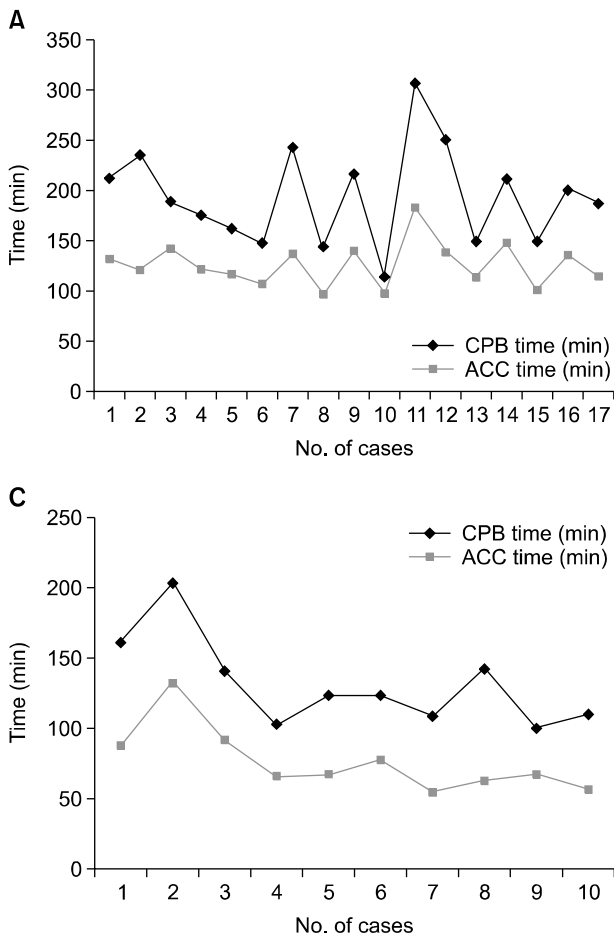 A
350
300
250
200
150
100
50
0
Time (min)
CPB time (min)
ACC time (min)
1 2 3 4 5 6 7 8 9 10 11 12 13 14 15 16 17
No. of cases
C
250
200
150
100
50
0
Time (min)
CPB time (min)
ACC time (min)
1 2 3 4 5 6 7 8 9 10
No. of cases